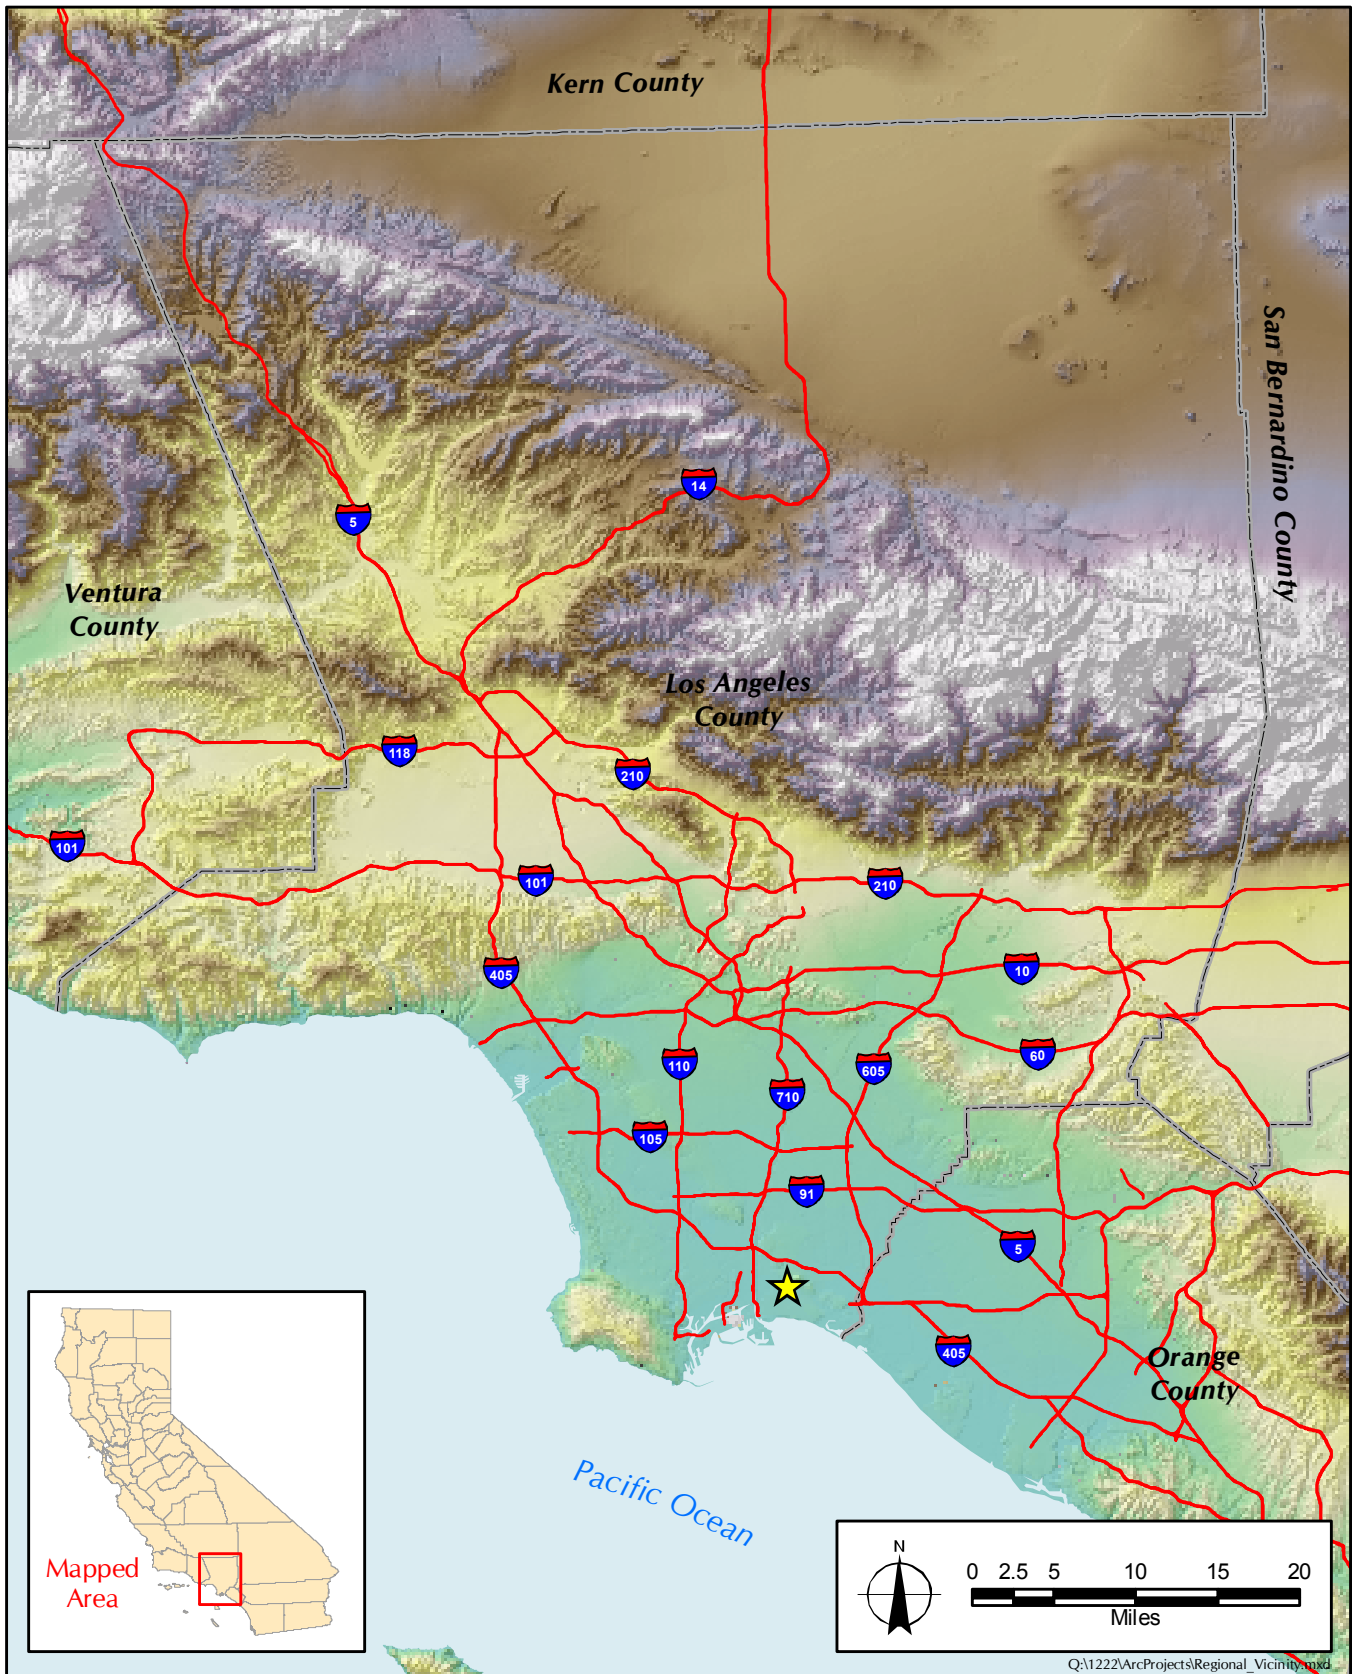 Kern County
San Bernardino County
14
5
Ventura
County
Los Angeles
County
118
210
101
101
210
405
10
110
60
605
710
105
91
5
405
Orange
County
Pacific Ocean
Mapped
Area
N
0 2.5 5 10 15 20
Miles
Q:\1222\ArcProjects\Regional_Vicinity.mxd